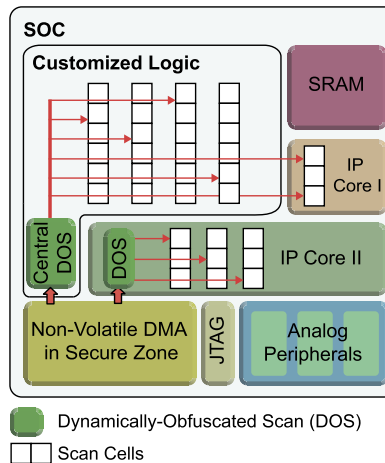 SOC
Customized Logic
SRAM
IP
Core I
Central
DOS
DOS
IP Core II
Non-Volatile DMA
in Secure Zone
JTAG
Analog
Peripherals
Dynamically-Obfuscated Scan (DOS)
Scan Cells